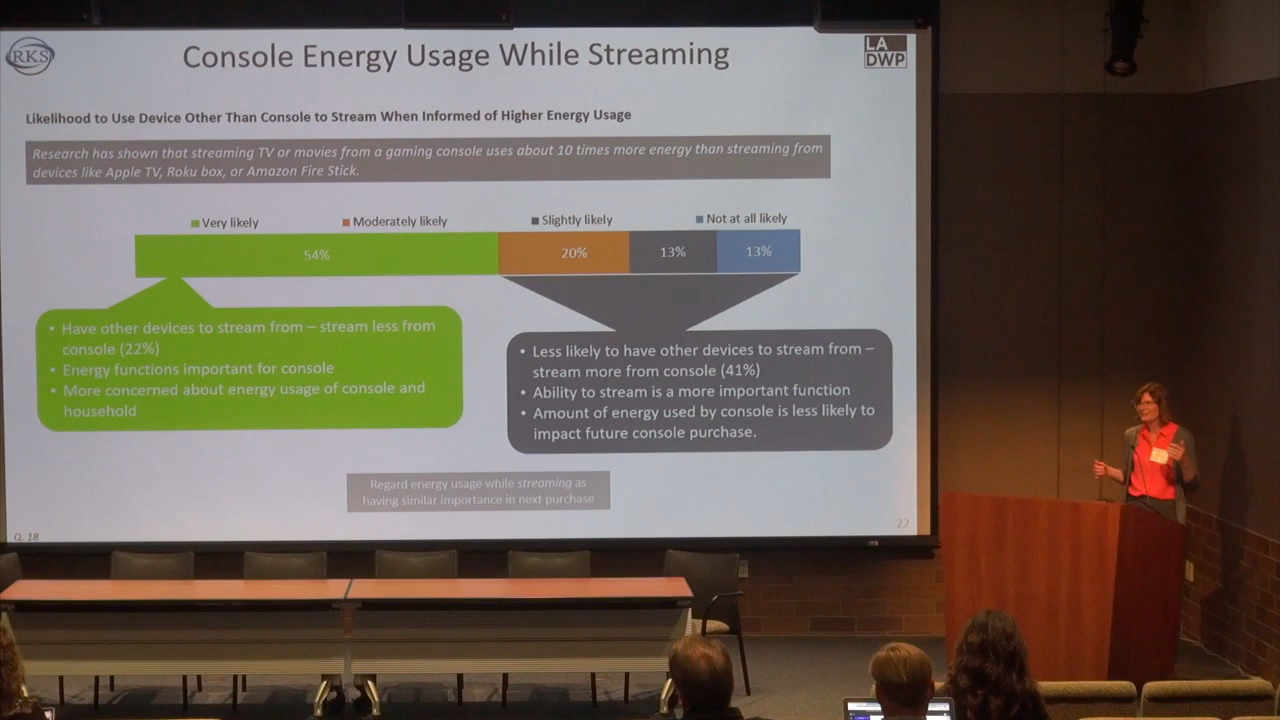 RKS
Console Energy Usage While Streaming
LA
DWP
Likelihood to Use Device Other Than Console to Stream When Informed of Higher Energy Usage
Research has shown that streaming TV or movies from a gaming console uses about 10 times more energy than streaming from
devices like Apple TV, Roku box, or Amazon Fire Stick.
Very likely Moderately likely Slightly likely Not at all likely
54% 20% 13% 13%
• Have other devices to stream from – stream less from
console (22%)
• Energy functions important for console
• More concerned about energy usage of console and
household
• Less likely to have other devices to stream from –
stream more from console (41%)
• Ability to stream is a more important function
• Amount of energy used by console is less likely to
impact future console purchase.
Regard energy usage while streaming as
having similar importance in next purchase
Q. 18
22